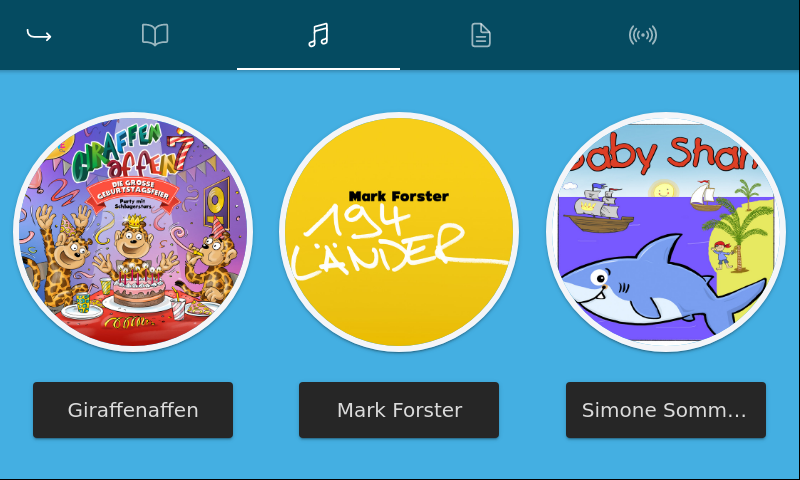 GIRAFFEN
AFFEN 7
DIE GROSSE
GEBURTSTAGSFEIER
Party mit
Schlagerstars.
Mark Forster
194
LÄNDER
Baby Shar
Giraffenaffen
Mark Forster
Simone Somm...